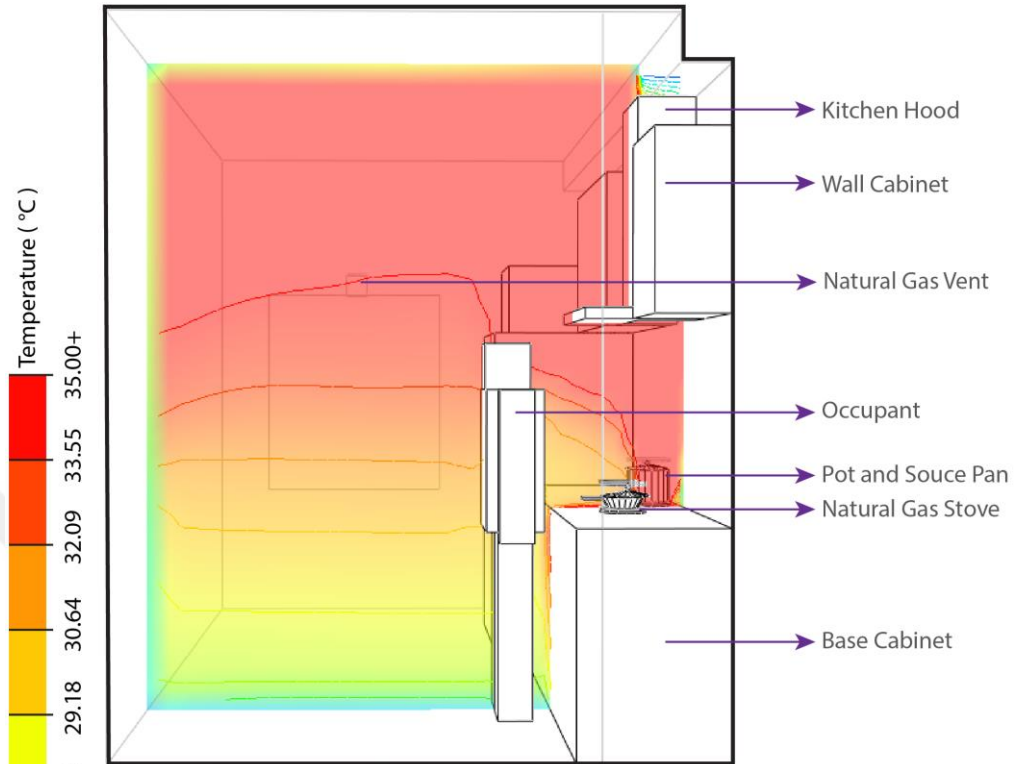 Kitchen Hood
Wall Cabinet
Natural Gas Vent
Occupant
Pot and Souce Pan
Natural Gas Stove
Base Cabinet
Temperature ( °C )
35.00+
33.55
32.09
30.64
29.18